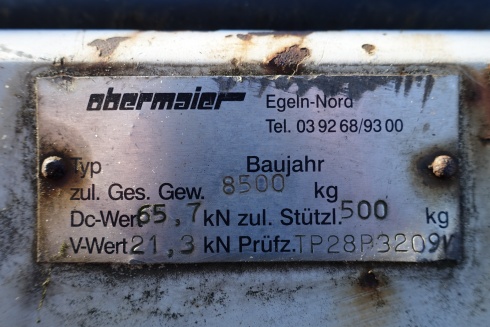 obermaier Egeln-Nord
Tel. 03 92 68/93 00
Typ Baujahr
zul. Ges. Gew. 8500 kg
Dc-Wert 65,7 kN zul. Stützl. 500 kg
V-Wert 21,3 kN Prüfz. TP28P3209V